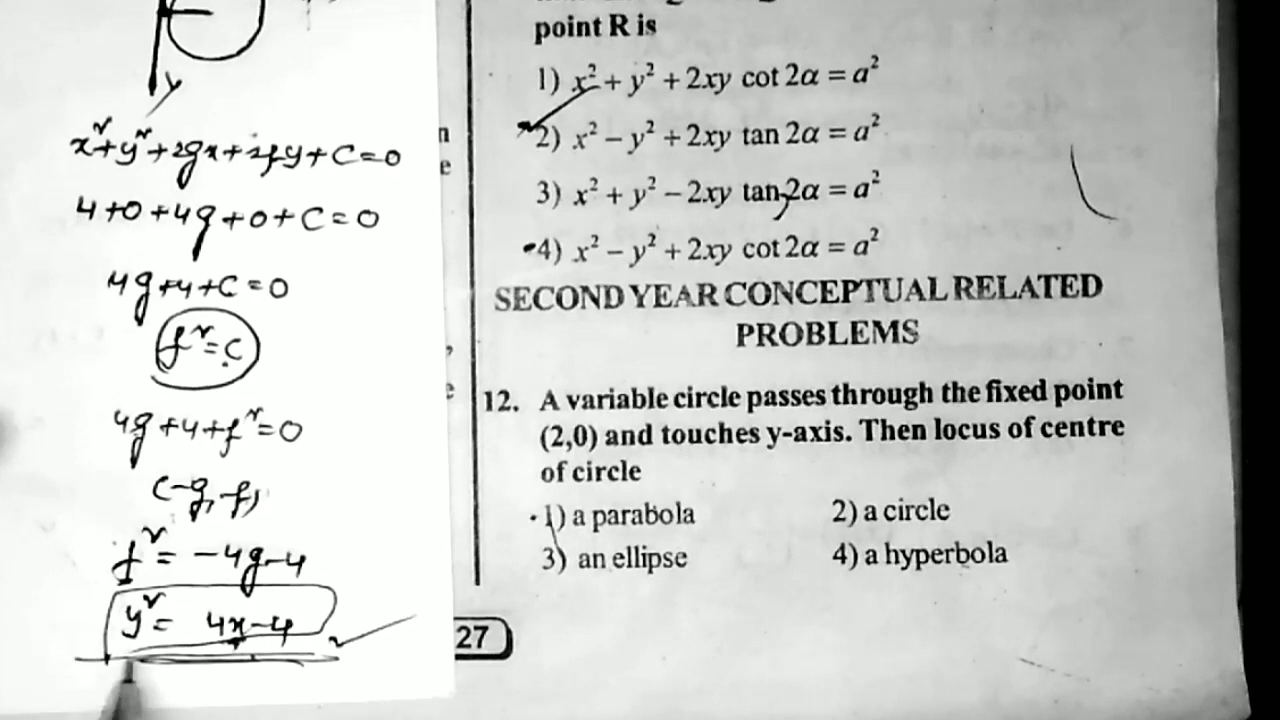 y
x²+y²+2gx+2fy+c=0
4+0+4g+0+c=0
4g+4+c=0
f²=c
4g+4+f²=0
(-g,-f)
f²=-4g-4
y²=4x-4
n
e
,
e
point R is
1) x² + y² + 2xy cot 2α = a²
2) x² – y² + 2xy tan 2α = a²
3) x² + y² – 2xy tan 2α = a²
4) x² – y² + 2xy cot 2α = a²
SECOND YEAR CONCEPTUAL RELATED
PROBLEMS
12. A variable circle passes through the fixed point
(2,0) and touches y-axis. Then locus of centre
of circle
1) a parabola 2) a circle
3) an ellipse 4) a hyperbola
27